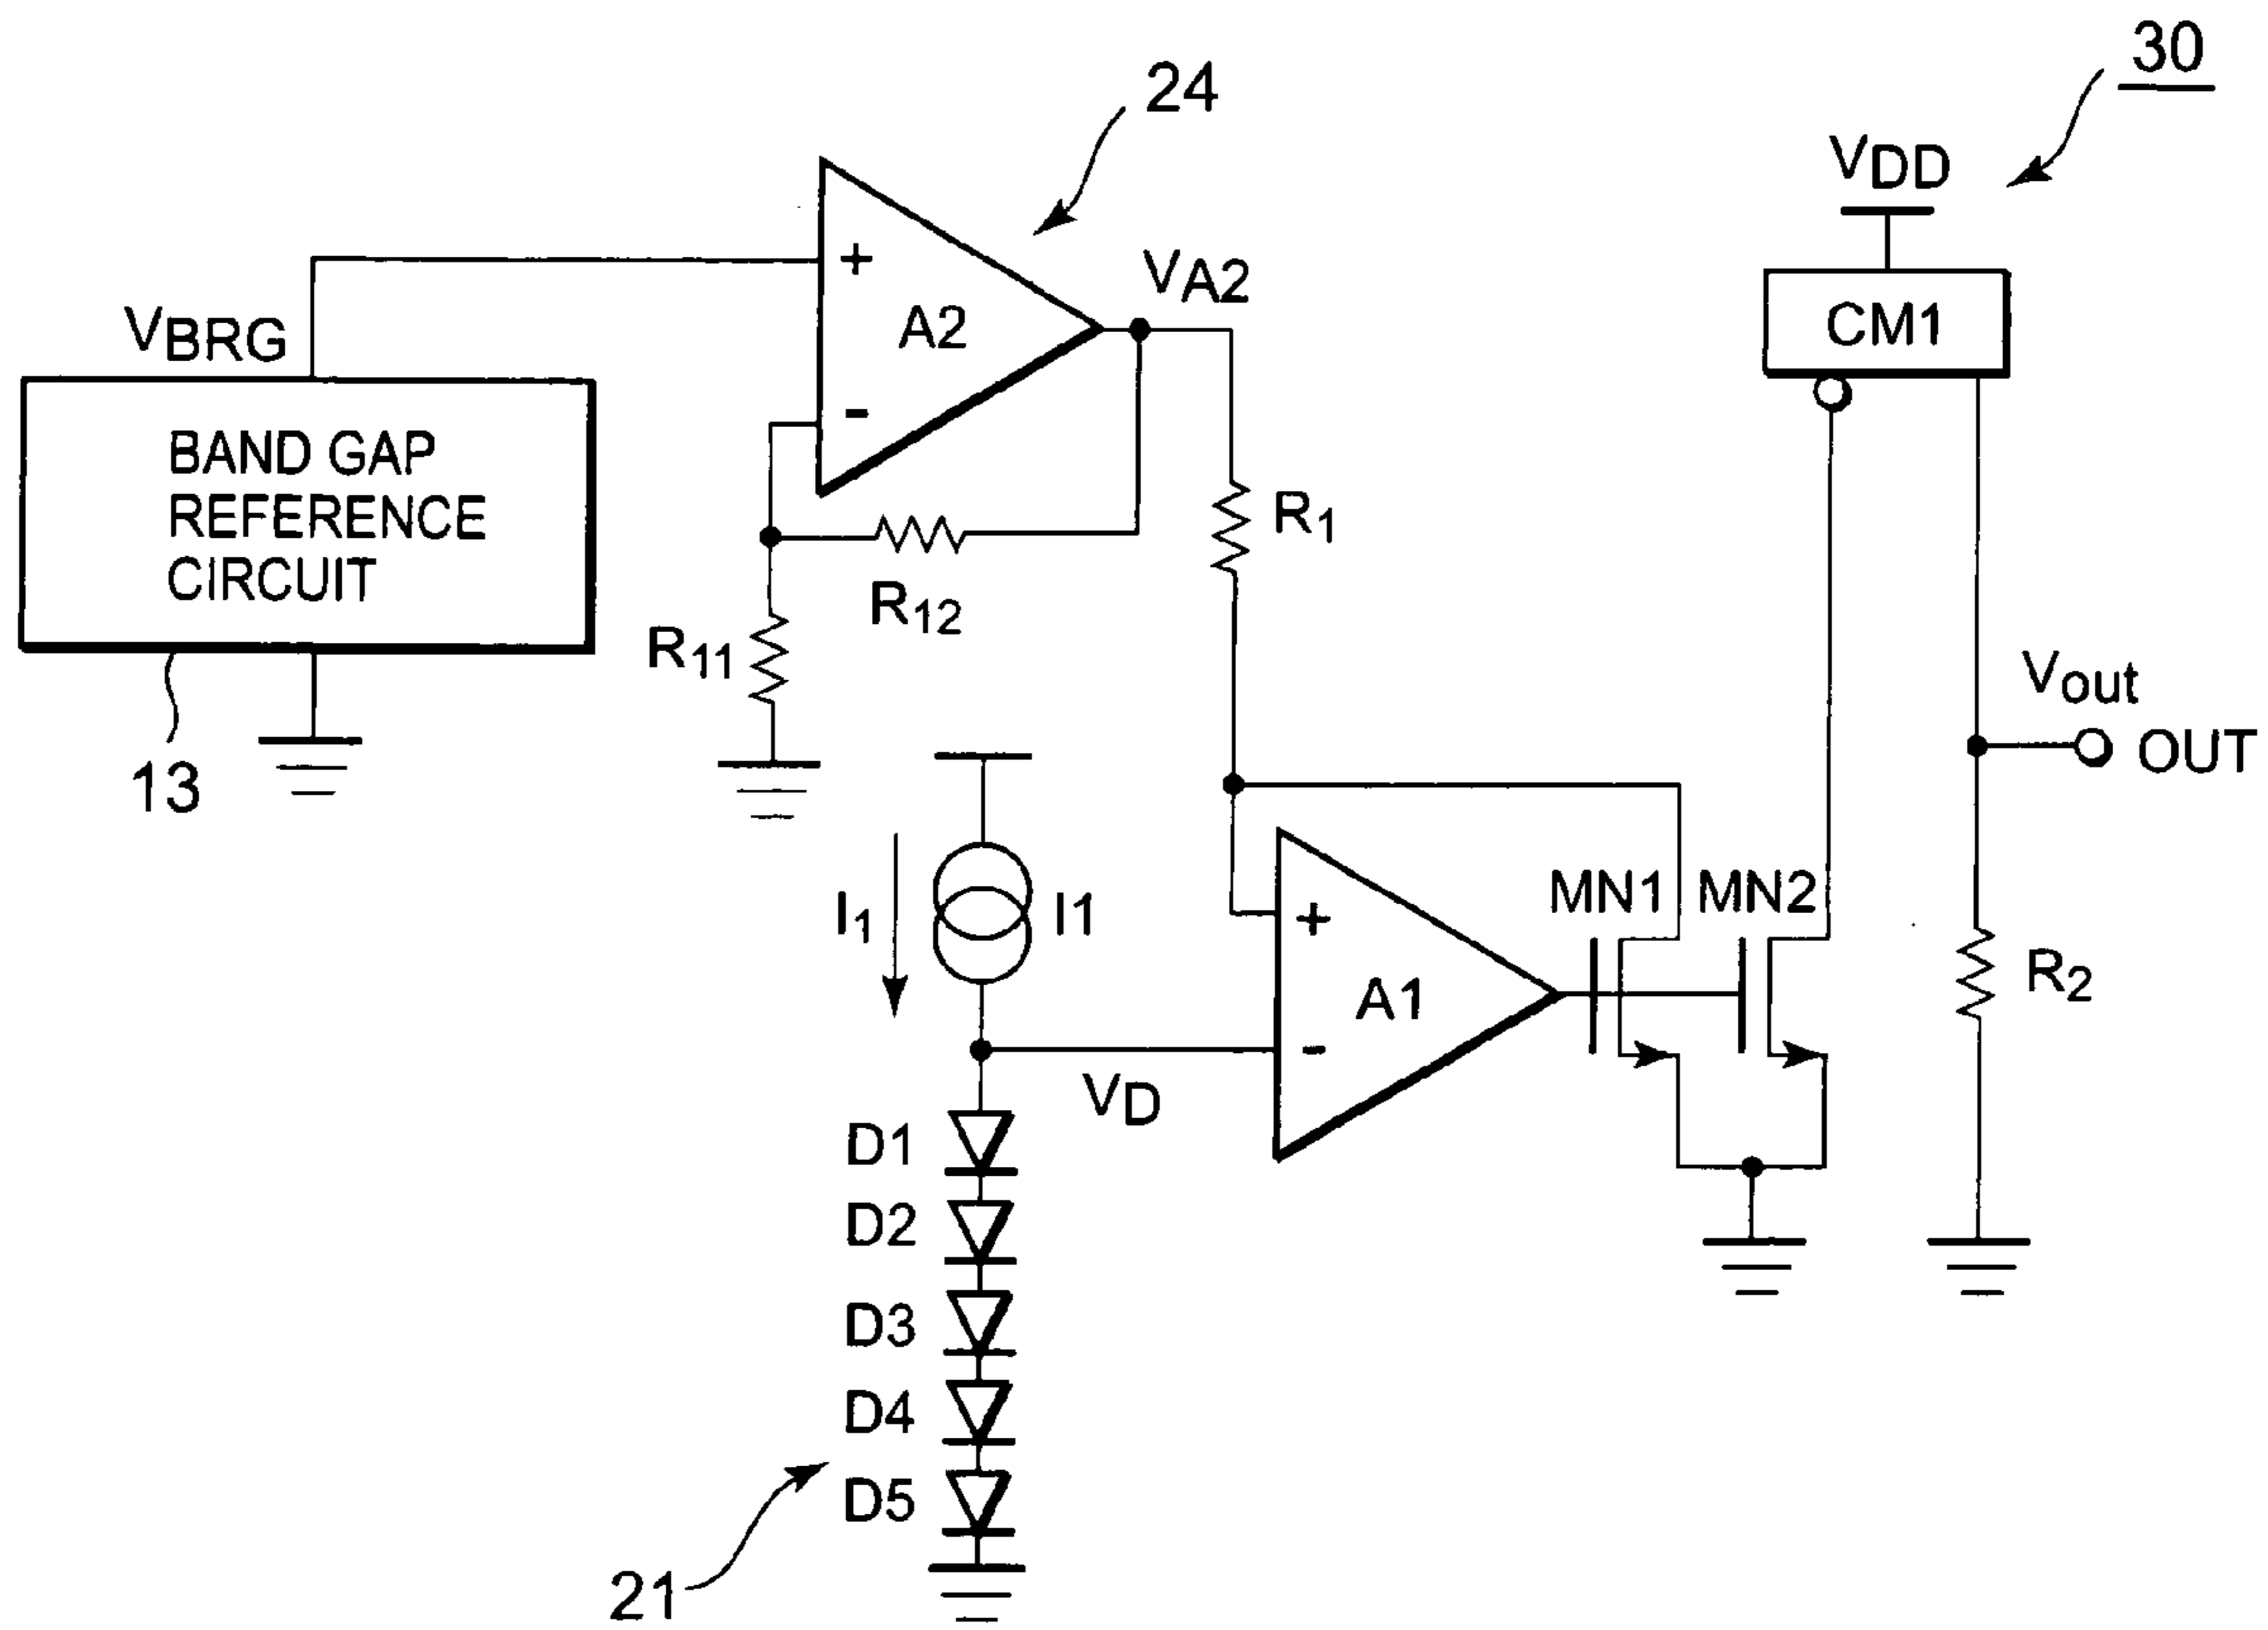 30
24
VDD
VA2
+
A2
CM1
VBRG
-
BAND GAP
REFERENCE
CIRCUIT
R1
R12
R11
Vout
OUT
13
I1
I1
+
MN1
MN2
A1
R2
-
VD
D1
D2
D3
D4
D5
21